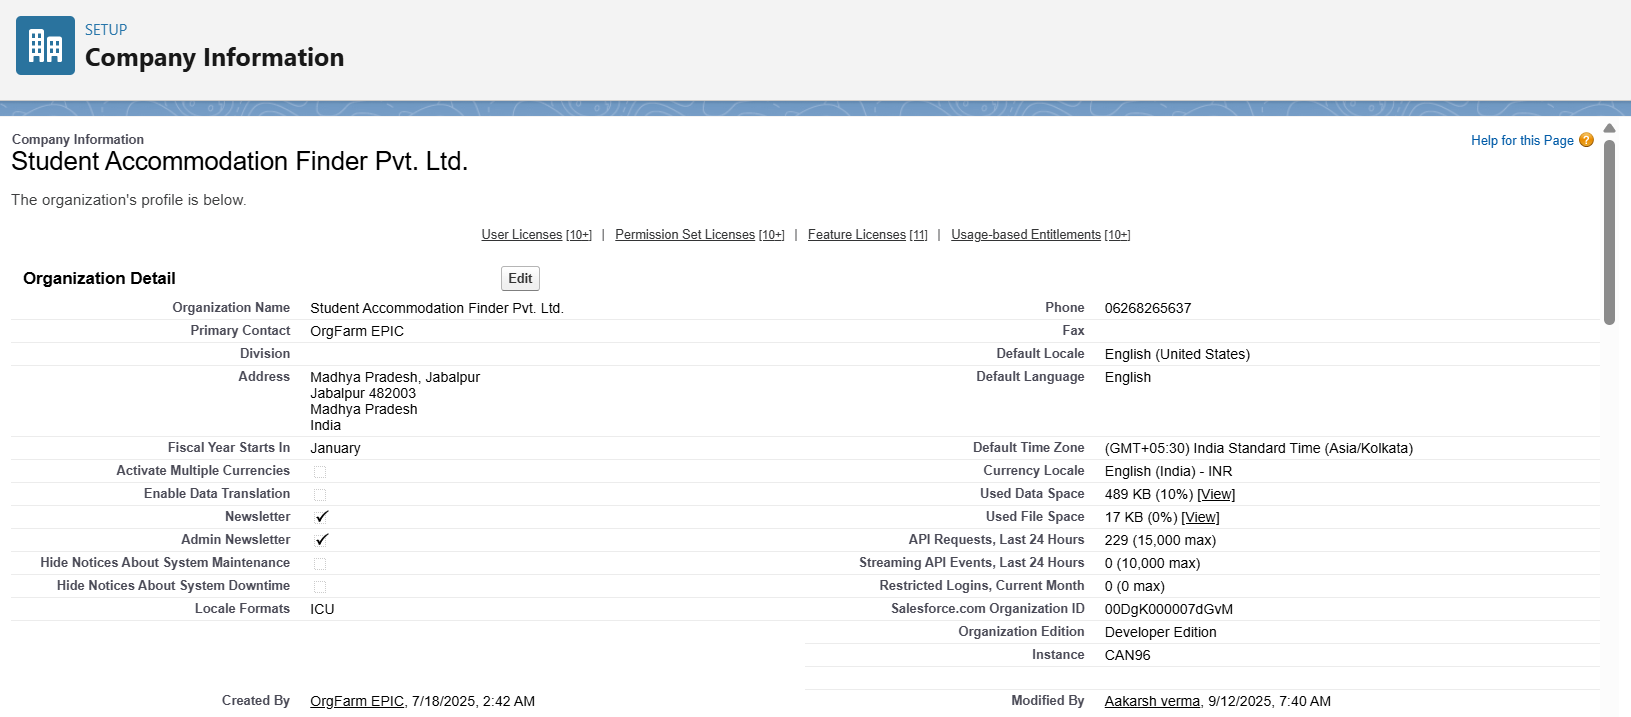 SETUP
Company Information
Company Information
Help for this Page ?
Student Accommodation Finder Pvt. Ltd.
The organization's profile is below.
User Licenses [10+] | Permission Set Licenses [10+] | Feature Licenses [11] | Usage-based Entitlements [10+]
Organization Detail
Edit
Organization Name Student Accommodation Finder Pvt. Ltd.
Phone 06268265637
Primary Contact OrgFarm EPIC
Fax
Division
Default Locale English (United States)
Address Madhya Pradesh, Jabalpur
Jabalpur 482003
Madhya Pradesh
India
Default Language English
Fiscal Year Starts In January
Default Time Zone (GMT+05:30) India Standard Time (Asia/Kolkata)
Activate Multiple Currencies
Currency Locale English (India) - INR
Enable Data Translation
Used Data Space 489 KB (10%) [View]
Newsletter ✓
Used File Space 17 KB (0%) [View]
Admin Newsletter ✓
API Requests, Last 24 Hours 229 (15,000 max)
Hide Notices About System Maintenance
Streaming API Events, Last 24 Hours 0 (10,000 max)
Hide Notices About System Downtime
Restricted Logins, Current Month 0 (0 max)
Locale Formats ICU
Salesforce.com Organization ID 00DgK000007dGvM
Organization Edition Developer Edition
Instance CAN96
Created By OrgFarm EPIC, 7/18/2025, 2:42 AM
Modified By Aakarsh verma, 9/12/2025, 7:40 AM